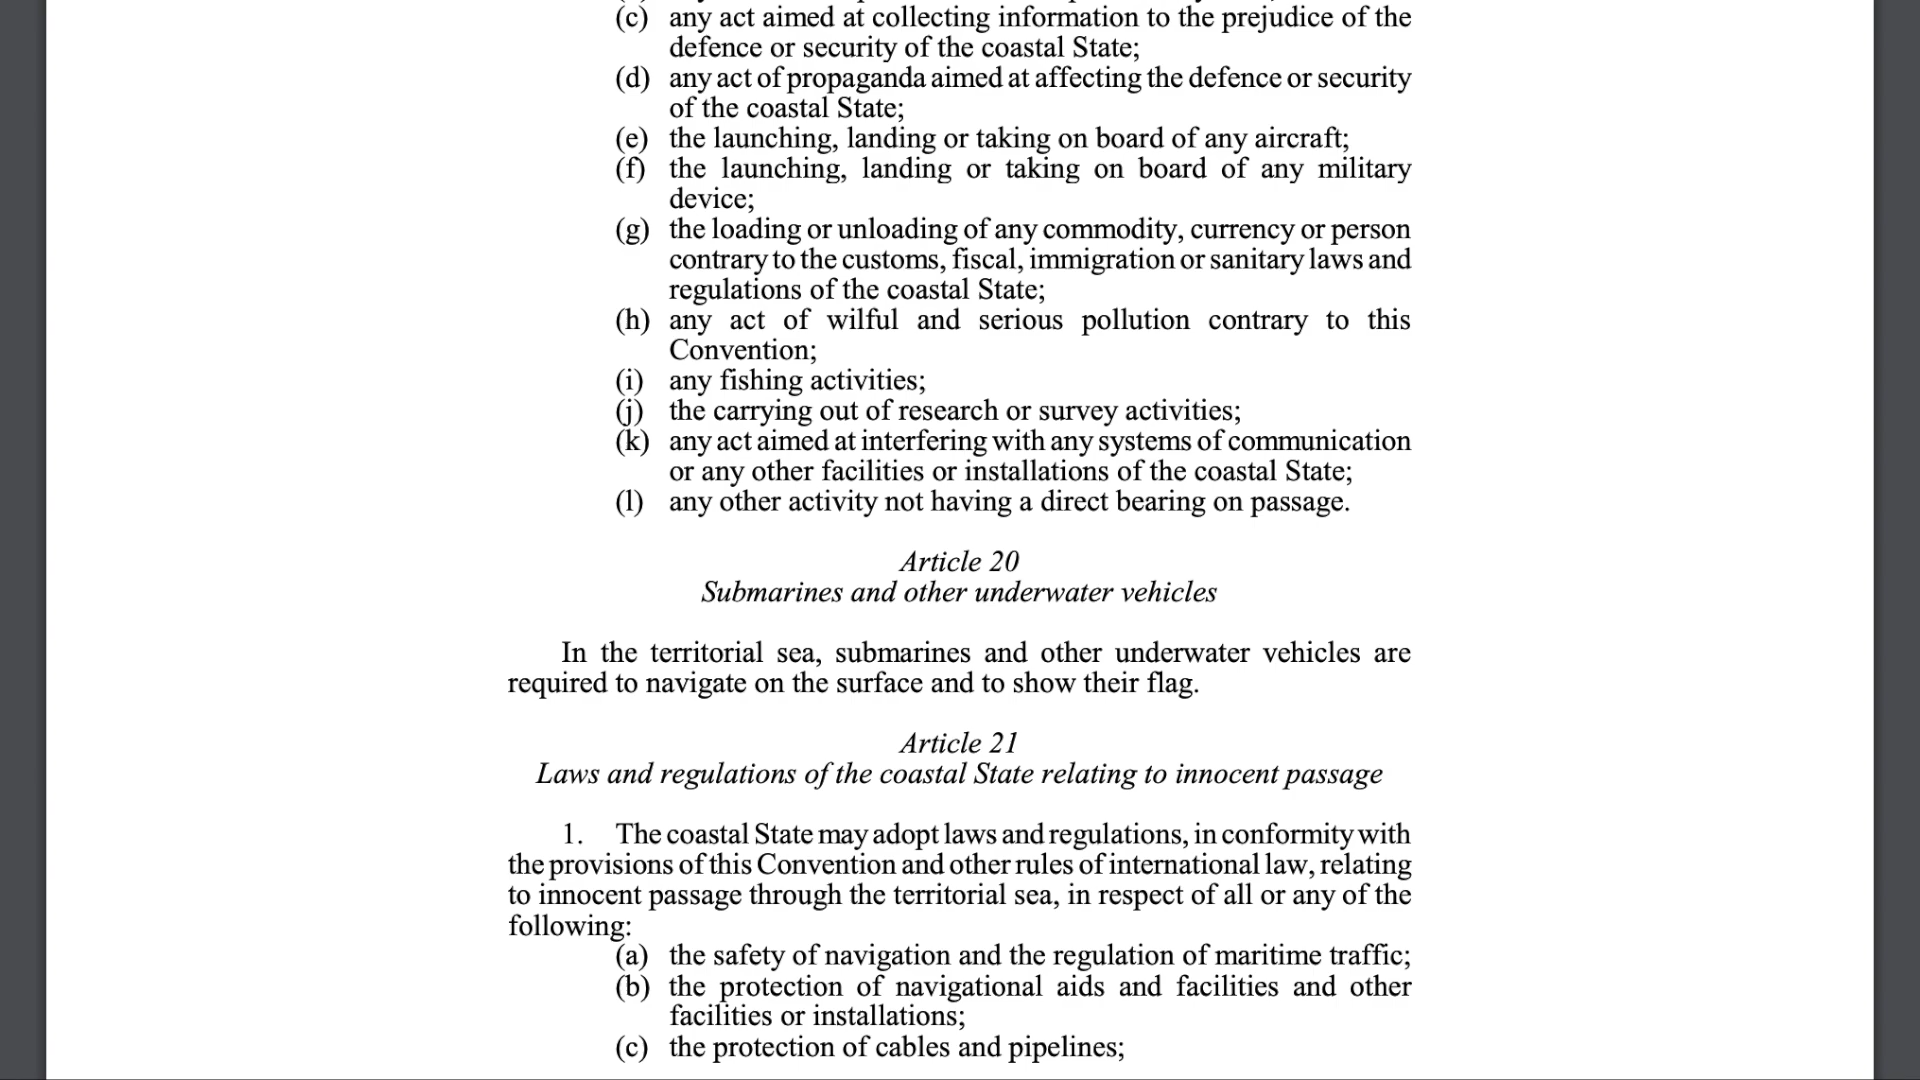 (c) any act aimed at collecting information to the prejudice of the
defence or security of the coastal State;
(d) any act of propaganda aimed at affecting the defence or security
of the coastal State;
(e) the launching, landing or taking on board of any aircraft;
(f) the launching, landing or taking on board of any military
device;
(g) the loading or unloading of any commodity, currency or person
contrary to the customs, fiscal, immigration or sanitary laws and
regulations of the coastal State;
(h) any act of wilful and serious pollution contrary to this
Convention;
(i) any fishing activities;
(j) the carrying out of research or survey activities;
(k) any act aimed at interfering with any systems of communication
or any other facilities or installations of the coastal State;
(l) any other activity not having a direct bearing on passage.
Article 20
Submarines and other underwater vehicles
In the territorial sea, submarines and other underwater vehicles are
required to navigate on the surface and to show their flag.
Article 21
Laws and regulations of the coastal State relating to innocent passage
1. The coastal State may adopt laws and regulations, in conformity with
the provisions of this Convention and other rules of international law, relating
to innocent passage through the territorial sea, in respect of all or any of the
following:
(a) the safety of navigation and the regulation of maritime traffic;
(b) the protection of navigational aids and facilities and other
facilities or installations;
(c) the protection of cables and pipelines;